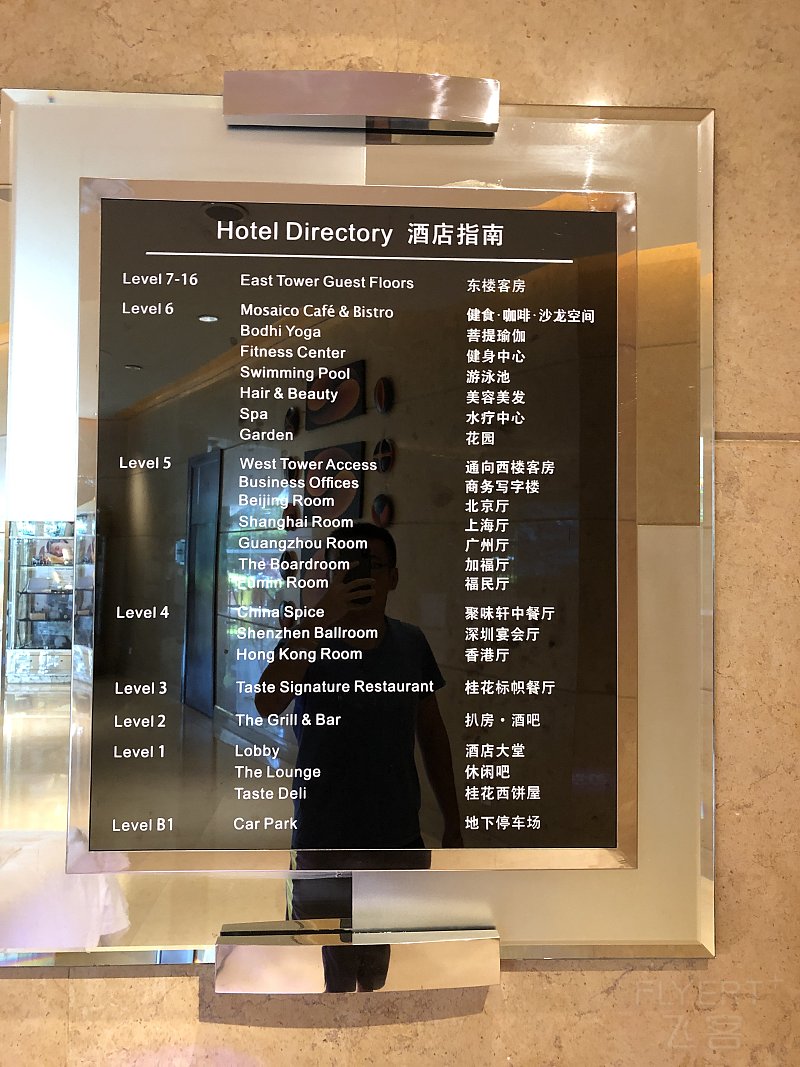 Hotel Directory 酒店指南
Level 7-16 East Tower Guest Floors 东楼客房
Level 6 Mosaico Café & Bistro 健食·咖啡·沙龙空间
Bodhi Yoga 菩提瑜伽
Fitness Center 健身中心
Swimming Pool 游泳池
Hair & Beauty 美容美发
Spa 水疗中心
Garden 花园
Level 5 West Tower Access 通向西楼客房
Business Offices 商务写字楼
Beijing Room 北京厅
Shanghai Room 上海厅
Guangzhou Room 广州厅
The Boardroom 加福厅
Fumin Room 福民厅
Level 4 China Spice 聚味轩中餐厅
Shenzhen Ballroom 深圳宴会厅
Hong Kong Room 香港厅
Level 3 Taste Signature Restaurant 桂花标帜餐厅
Level 2 The Grill & Bar 扒房·酒吧
Level 1 Lobby 酒店大堂
The Lounge 休闲吧
Taste Deli 桂花西饼屋
Level B1 Car Park 地下停车场
FLYERT
飞客